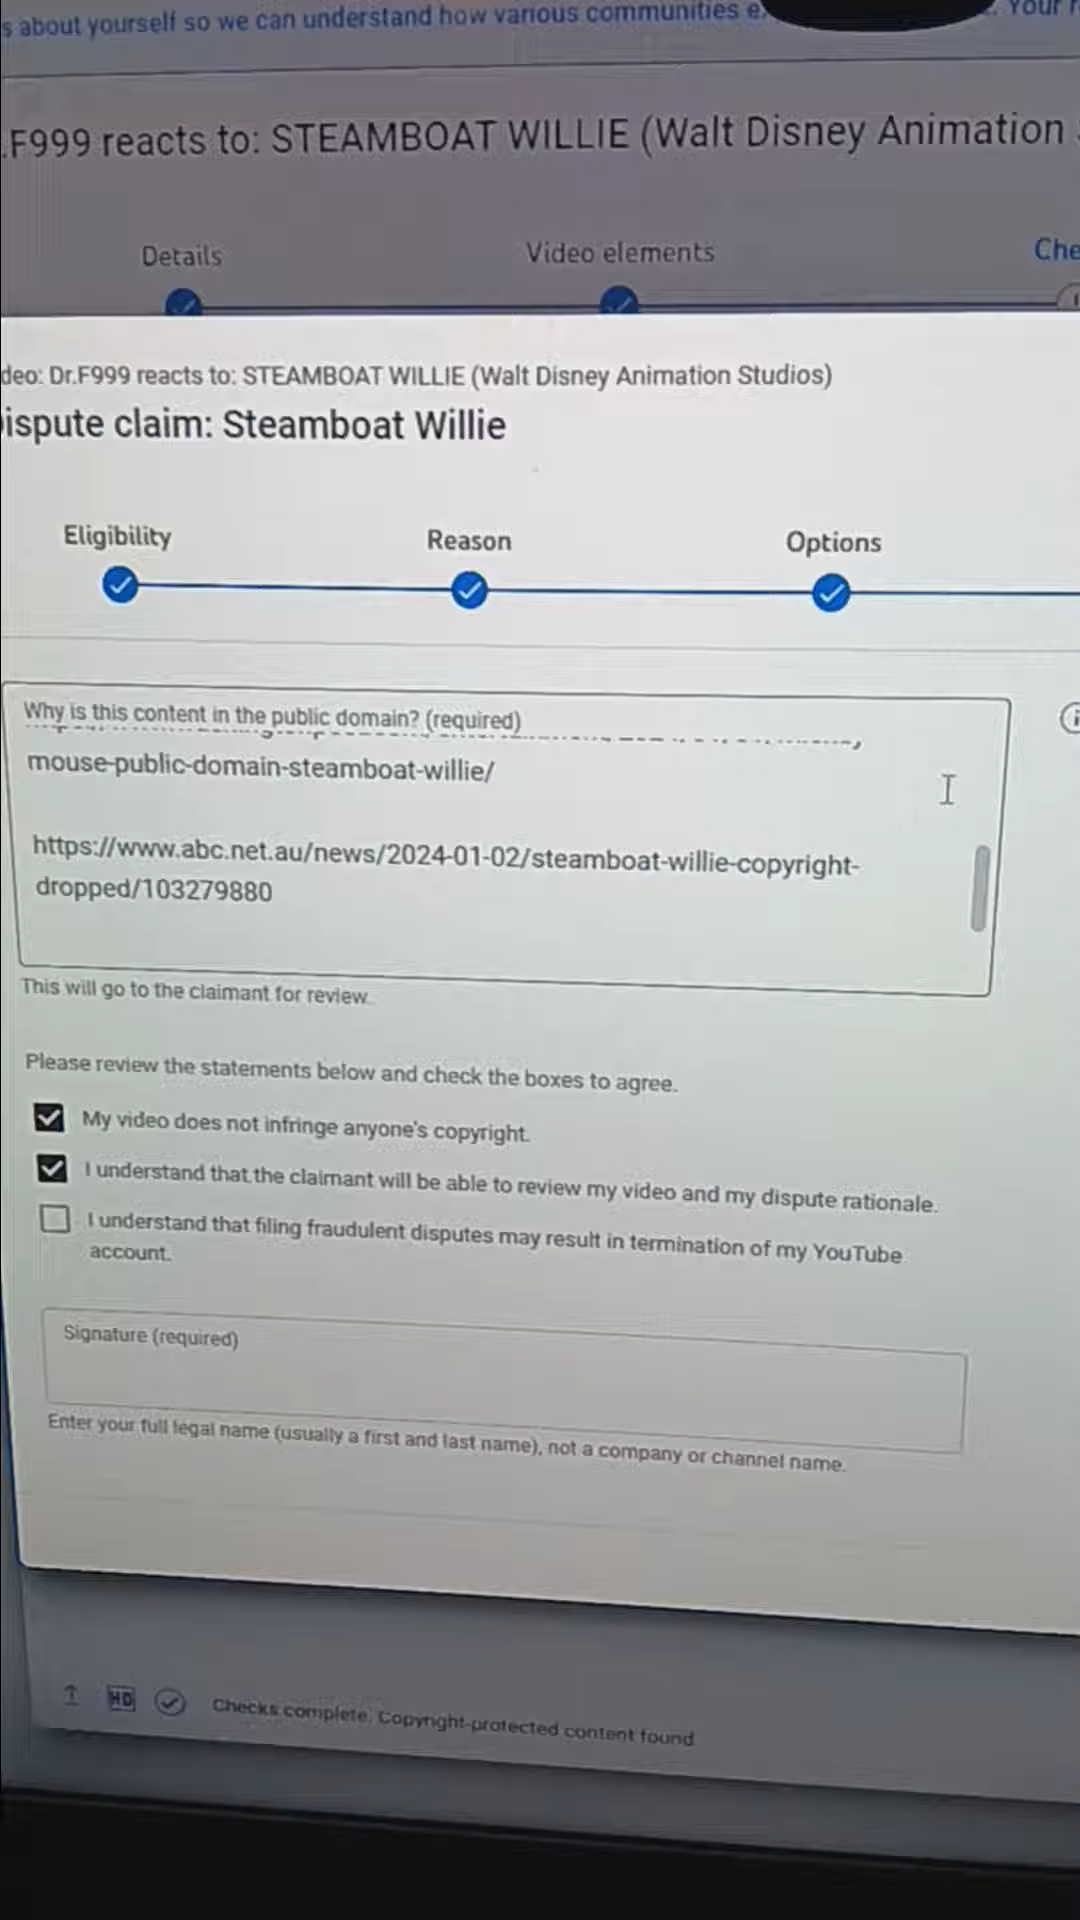 s about yourself so we can understand how various communities e
Your
.F999 reacts to: STEAMBOAT WILLIE (Walt Disney Animation
Details
Video elements
Che
deo: Dr.F999 reacts to: STEAMBOAT WILLIE (Walt Disney Animation Studios)
ispute claim: Steamboat Willie
Eligibility
Reason
Options
Why is this content in the public domain? (required)
mouse-public-domain-steamboat-willie/
https://www.abc.net.au/news/2024-01-02/steamboat-willie-copyright-
dropped/103279880
This will go to the claimant for review.
Please review the statements below and check the boxes to agree.
My video does not infringe anyone's copyright.
I understand that the claimant will be able to review my video and my dispute rationale.
I understand that filing fraudulent disputes may result in termination of my YouTube
account.
Signature (required)
Enter your full legal name (usually a first and last name), not a company or channel name.
HD
Checks complete. Copyright-protected content found